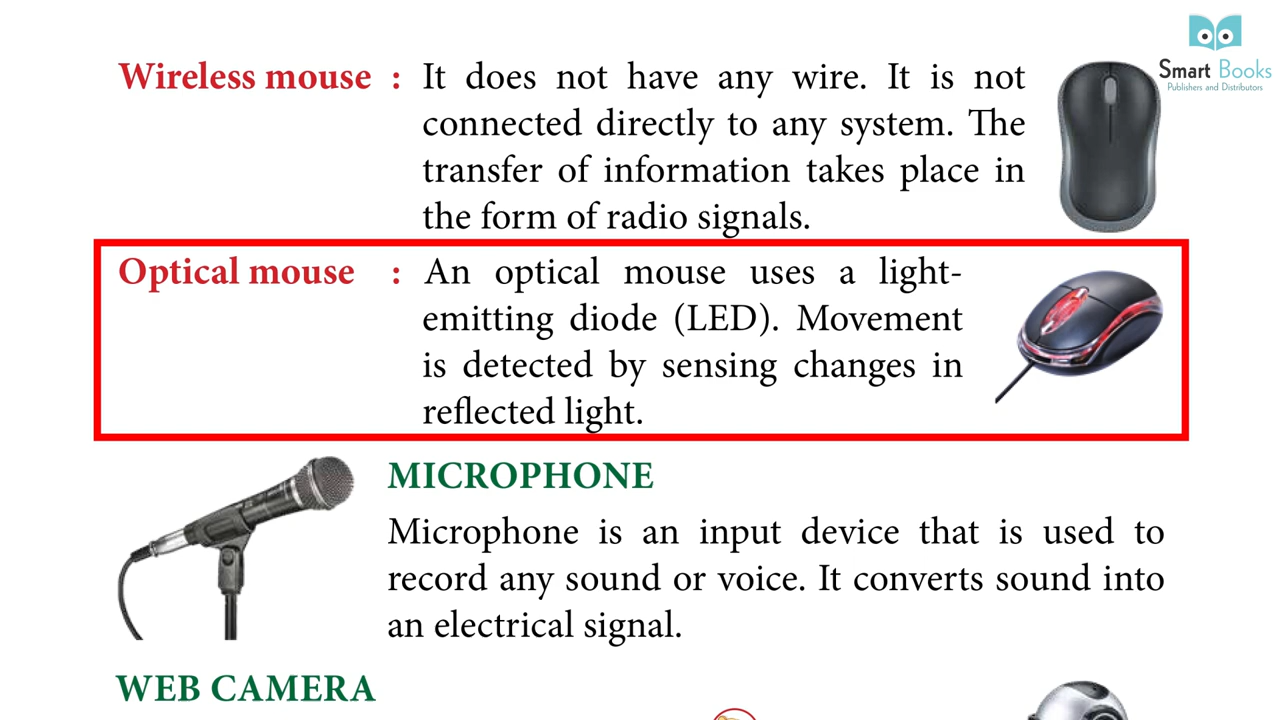 Smart Books
Publishers and Distributors
Wireless mouse : It does not have any wire. It is not
connected directly to any system. The
transfer of information takes place in
the form of radio signals.
Optical mouse : An optical mouse uses a light-
emitting diode (LED). Movement
is detected by sensing changes in
reflected light.
MICROPHONE
Microphone is an input device that is used to
record any sound or voice. It converts sound into
an electrical signal.
WEB CAMERA